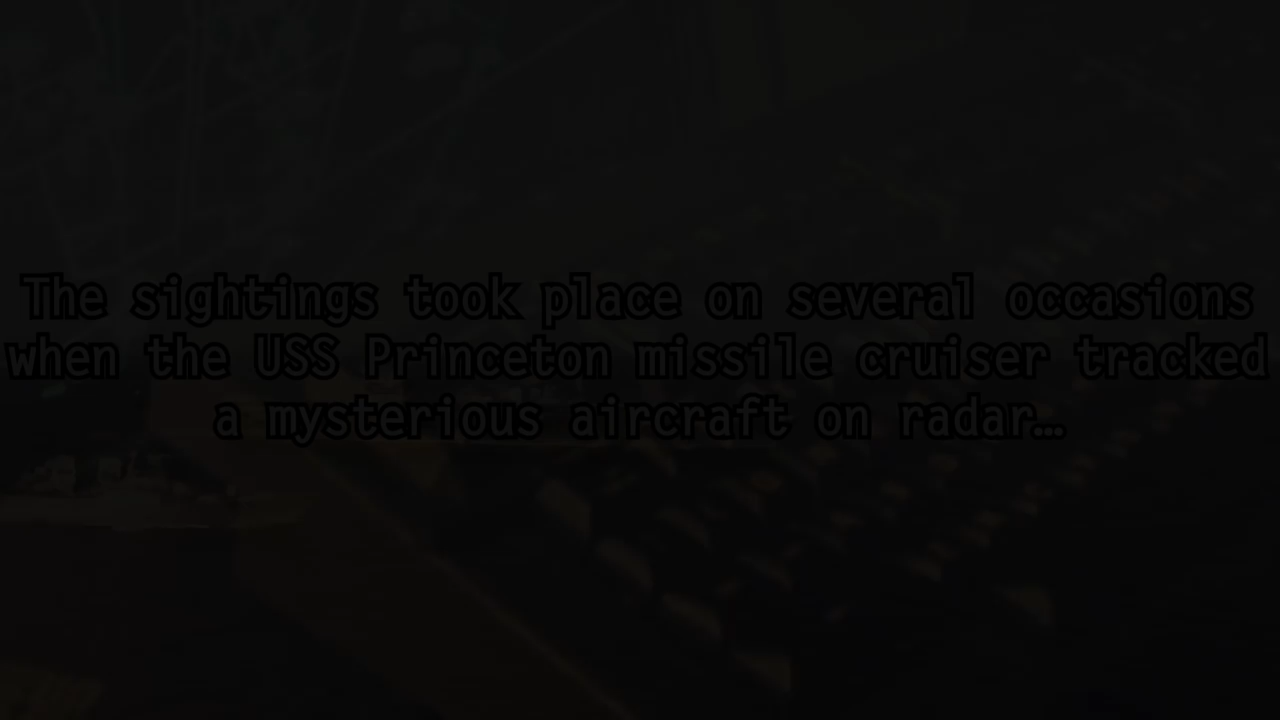 The sightings took place on several occasions
when the USS Princeton missile cruiser tracked
a mysterious aircraft on radar…